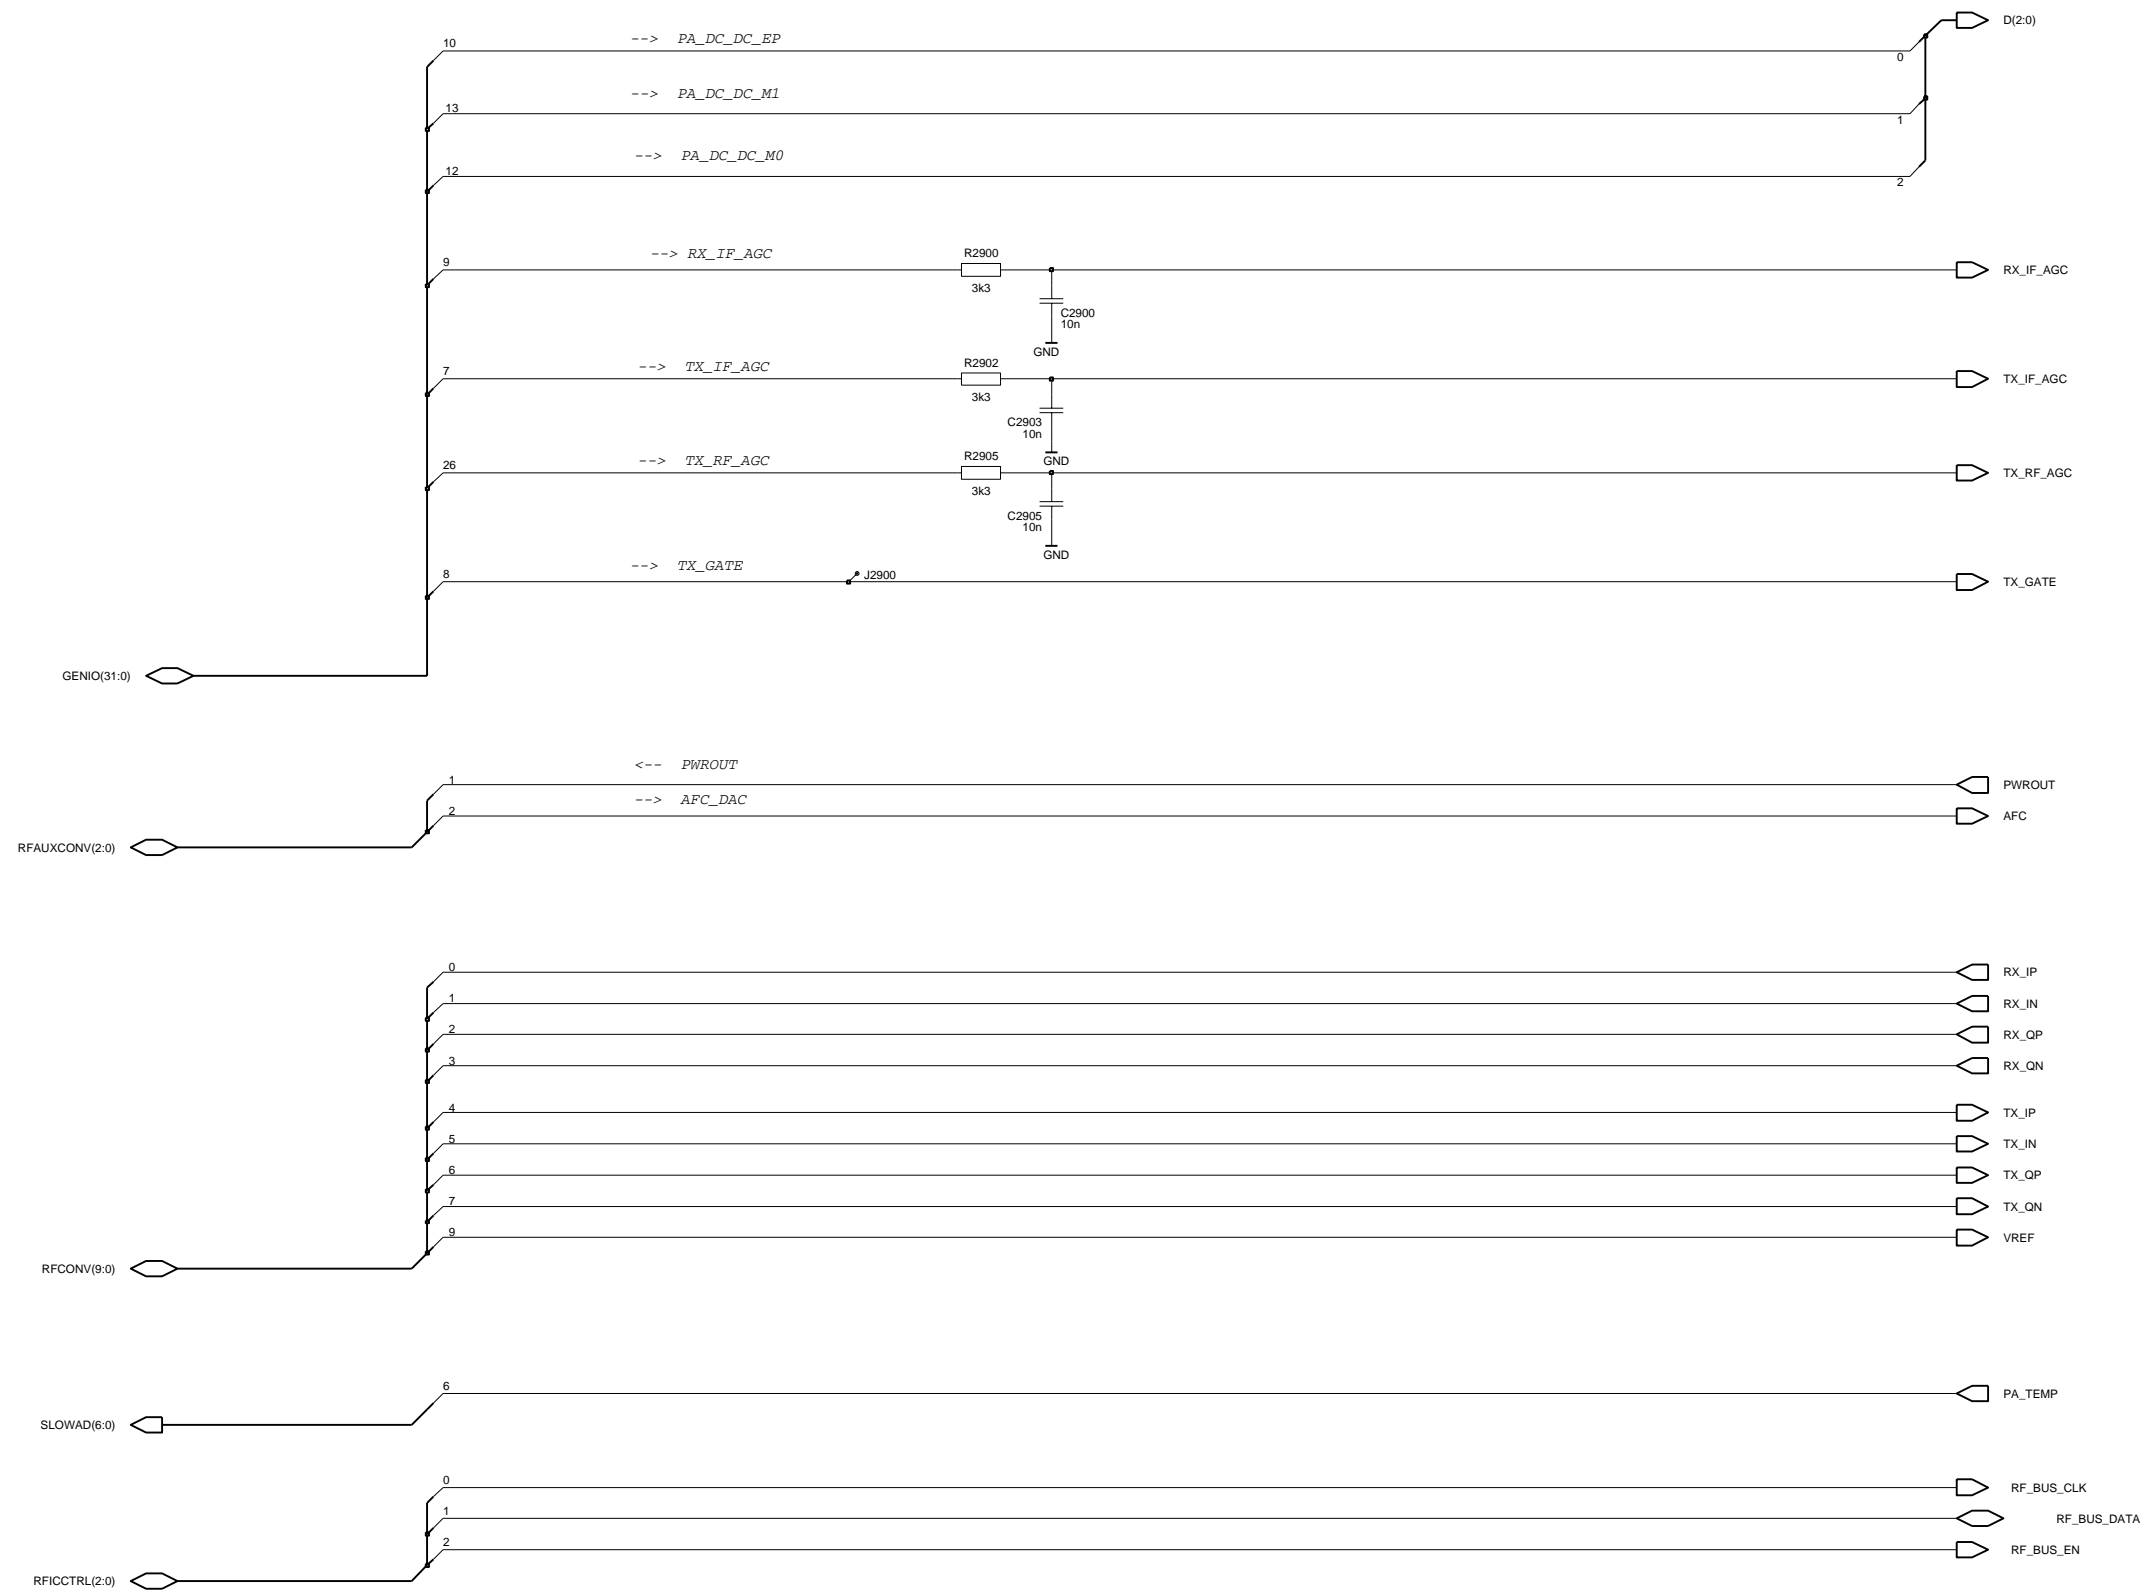 D(2:0)
10
--> PA_DC_DC_EP
0
13
--> PA_DC_DC_M1
1
12
--> PA_DC_DC_M0
2
9
--> RX_IF_AGC
R2900
3k3
C2900
10n
GND
RX_IF_AGC
7
--> TX_IF_AGC
R2902
3k3
C2903
10n
GND
TX_IF_AGC
26
--> TX_RF_AGC
R2905
3k3
C2905
10n
GND
TX_RF_AGC
8
--> TX_GATE
J2900
TX_GATE
GENIO(31:0)
<-- PWROUT
1
PWROUT
--> AFC_DAC
2
AFC
RFAUXCONV(2:0)
0
RX_IP
1
RX_IN
2
RX_QP
3
RX_QN
4
TX_IP
5
TX_IN
6
TX_QP
7
TX_QN
9
VREF
RFCONV(9:0)
6
PA_TEMP
SLOWAD(6:0)
0
RF_BUS_CLK
1
RF_BUS_DATA
2
RF_BUS_EN
RFICCTRL(2:0)